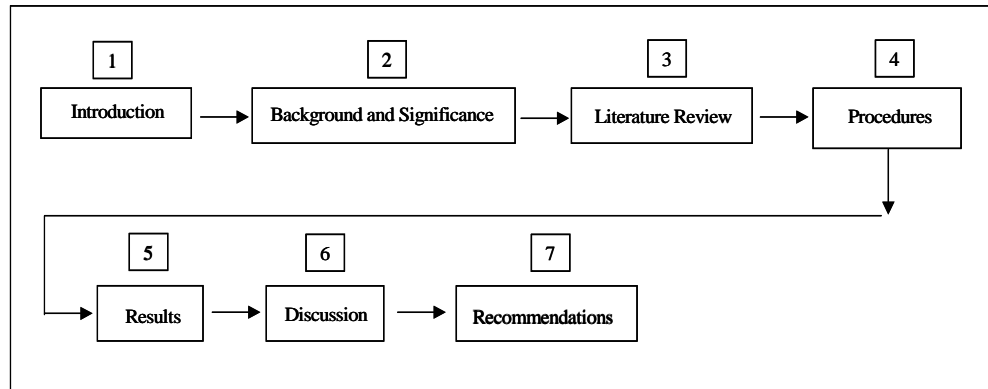 1
2
3
4
Introduction
Background and Significance
Literature Review
Procedures
5
6
7
Results
Discussion
Recommendations